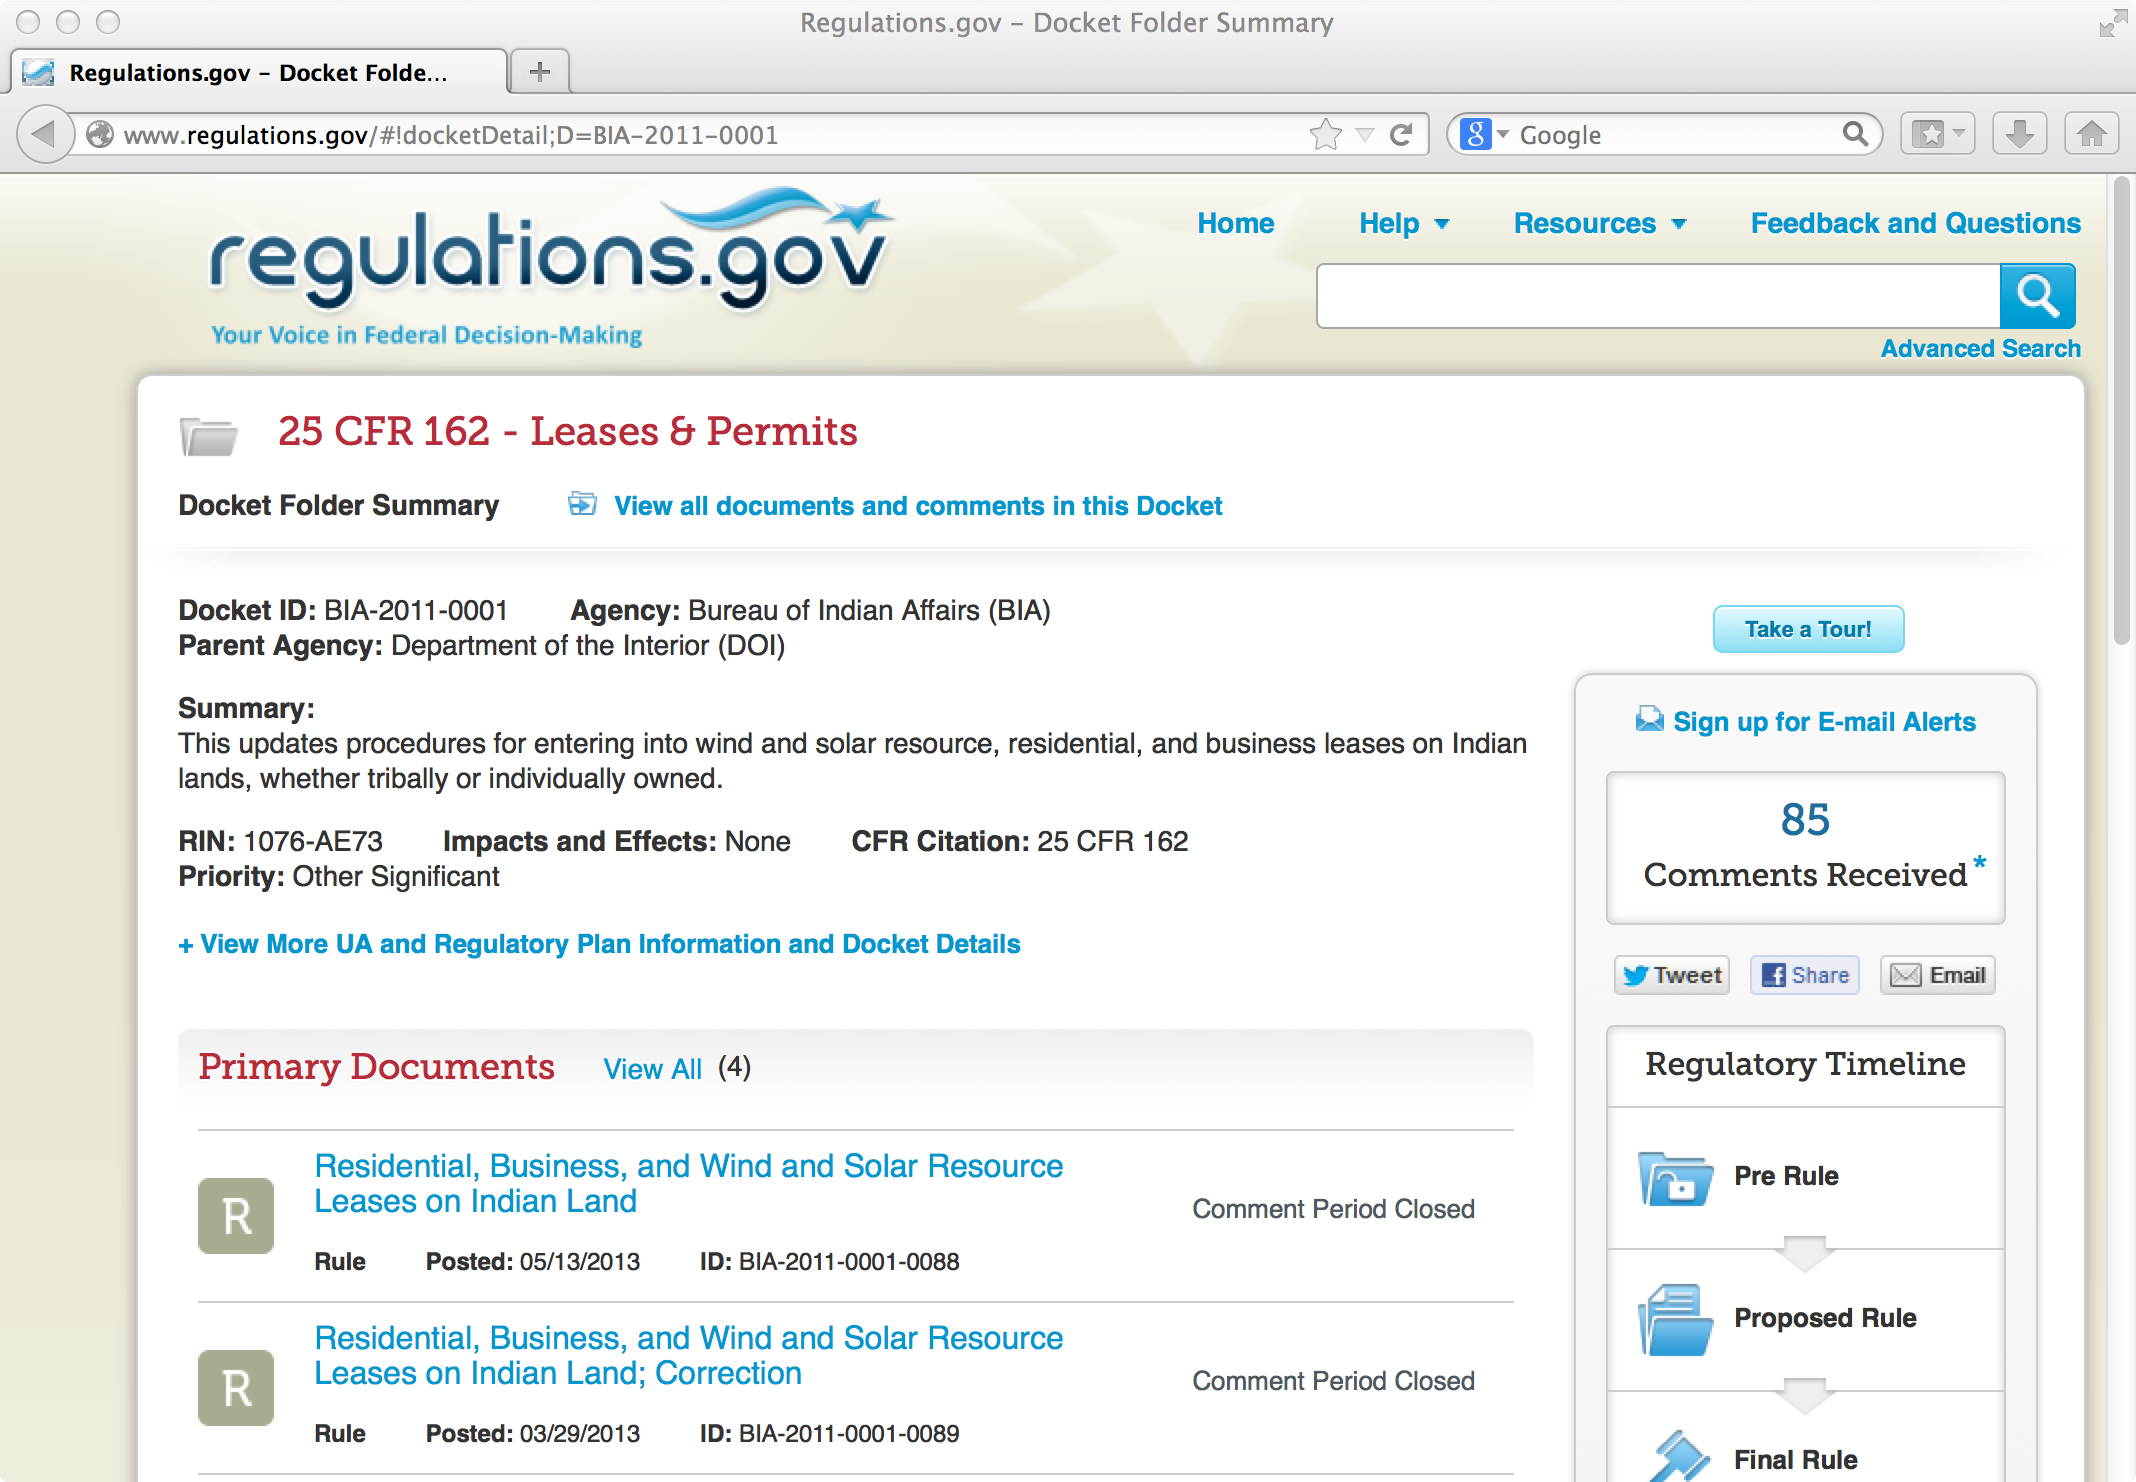 Regulations.gov – Docket Folder Summary
Regulations.gov – Docket Folde...
www.regulations.gov/#!docketDetail;D=BIA-2011-0001
Google
regulations.gov
Your Voice in Federal Decision-Making
Home Help Resources Feedback and Questions
Advanced Search
25 CFR 162 - Leases & Permits
Docket Folder Summary View all documents and comments in this Docket
Docket ID: BIA-2011-0001 Agency: Bureau of Indian Affairs (BIA)
Parent Agency: Department of the Interior (DOI)
Summary:
This updates procedures for entering into wind and solar resource, residential, and business leases on Indian
lands, whether tribally or individually owned.
RIN: 1076-AE73 Impacts and Effects: None CFR Citation: 25 CFR 162
Priority: Other Significant
+ View More UA and Regulatory Plan Information and Docket Details
Primary Documents View All (4)
R
Residential, Business, and Wind and Solar Resource
Leases on Indian Land
Comment Period Closed
Rule Posted: 05/13/2013 ID: BIA-2011-0001-0088
R
Residential, Business, and Wind and Solar Resource
Leases on Indian Land; Correction
Comment Period Closed
Rule Posted: 03/29/2013 ID: BIA-2011-0001-0089
Take a Tour!
Sign up for E-mail Alerts
85
Comments Received*
Tweet Share Email
Regulatory Timeline
Pre Rule
Proposed Rule
Final Rule